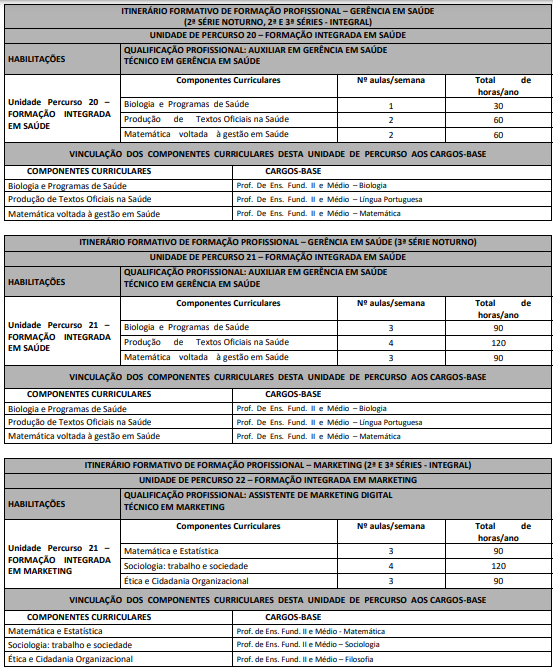 ITINERÁRIO FORMATIVO DE FORMAÇÃO PROFISSIONAL – GERÊNCIA EM SAÚDE
(2ª SÉRIE NOTURNO, 2ª E 3ª SÉRIES - INTEGRAL)
UNIDADE DE PERCURSO 20 – FORMAÇÃO INTEGRADA EM SAÚDE
HABILITAÇÕES
QUALIFICAÇÃO PROFISSIONAL: AUXILIAR EM GERÊNCIA EM SAÚDE
TÉCNICO EM GERÊNCIA EM SAÚDE
Unidade Percurso 20 –
FORMAÇÃO INTEGRADA
EM SAÚDE
Componentes Curriculares Nº aulas/semana Total de
horas/ano
Biologia e Programas de Saúde 1 30
Produção de Textos Oficiais na Saúde 2 60
Matemática voltada à gestão em Saúde 2 60
VINCULAÇÃO DOS COMPONENTES CURRICULARES DESTA UNIDADE DE PERCURSO AOS CARGOS-BASE
COMPONENTES CURRICULARES CARGOS-BASE
Biologia e Programas de Saúde Prof. De Ens. Fund. II e Médio – Biologia
Produção de Textos Oficiais na Saúde Prof. De Ens. Fund. II e Médio – Língua Portuguesa
Matemática voltada à gestão em Saúde Prof. De Ens. Fund. II e Médio – Matemática
ITINERÁRIO FORMATIVO DE FORMAÇÃO PROFISSIONAL – GERÊNCIA EM SAÚDE (3ª SÉRIE NOTURNO)
UNIDADE DE PERCURSO 21 – FORMAÇÃO INTEGRADA EM SAÚDE
HABILITAÇÕES
QUALIFICAÇÃO PROFISSIONAL: AUXILIAR EM GERÊNCIA EM SAÚDE
TÉCNICO EM GERÊNCIA EM SAÚDE
Unidade Percurso 21 –
FORMAÇÃO INTEGRADA
EM SAÚDE
Componentes Curriculares Nº aulas/semana Total de
horas/ano
Biologia e Programas de Saúde 3 90
Produção de Textos Oficiais na Saúde 4 120
Matemática voltada à gestão em Saúde 3 90
VINCULAÇÃO DOS COMPONENTES CURRICULARES DESTA UNIDADE DE PERCURSO AOS CARGOS-BASE
COMPONENTES CURRICULARES CARGOS-BASE
Biologia e Programas de Saúde Prof. De Ens. Fund. II e Médio – Biologia
Produção de Textos Oficiais na Saúde Prof. De Ens. Fund. II e Médio – Língua Portuguesa
Matemática voltada à gestão em Saúde Prof. De Ens. Fund. II e Médio – Matemática
ITINERÁRIO FORMATIVO DE FORMAÇÃO PROFISSIONAL – MARKETING (2ª E 3ª SÉRIES - INTEGRAL)
UNIDADE DE PERCURSO 22 – FORMAÇÃO INTEGRADA EM MARKETING
HABILITAÇÕES
QUALIFICAÇÃO PROFISSIONAL: ASSISTENTE DE MARKETING DIGITAL
TÉCNICO EM MARKETING
Unidade Percurso 21 –
FORMAÇÃO INTEGRADA
EM MARKETING
Componentes Curriculares Nº aulas/semana Total de
horas/ano
Matemática e Estatística 3 90
Sociologia: trabalho e sociedade 4 120
Ética e Cidadania Organizacional 3 90
VINCULAÇÃO DOS COMPONENTES CURRICULARES DESTA UNIDADE DE PERCURSO AOS CARGOS-BASE
COMPONENTES CURRICULARES CARGOS-BASE
Matemática e Estatística Prof. de Ens. Fund. II e Médio - Matemática
Sociologia: trabalho e sociedade Prof. de Ens. Fund. II e Médio – Sociologia
Ética e Cidadania Organizacional Prof. de Ens. Fund. II e Médio – Filosofia